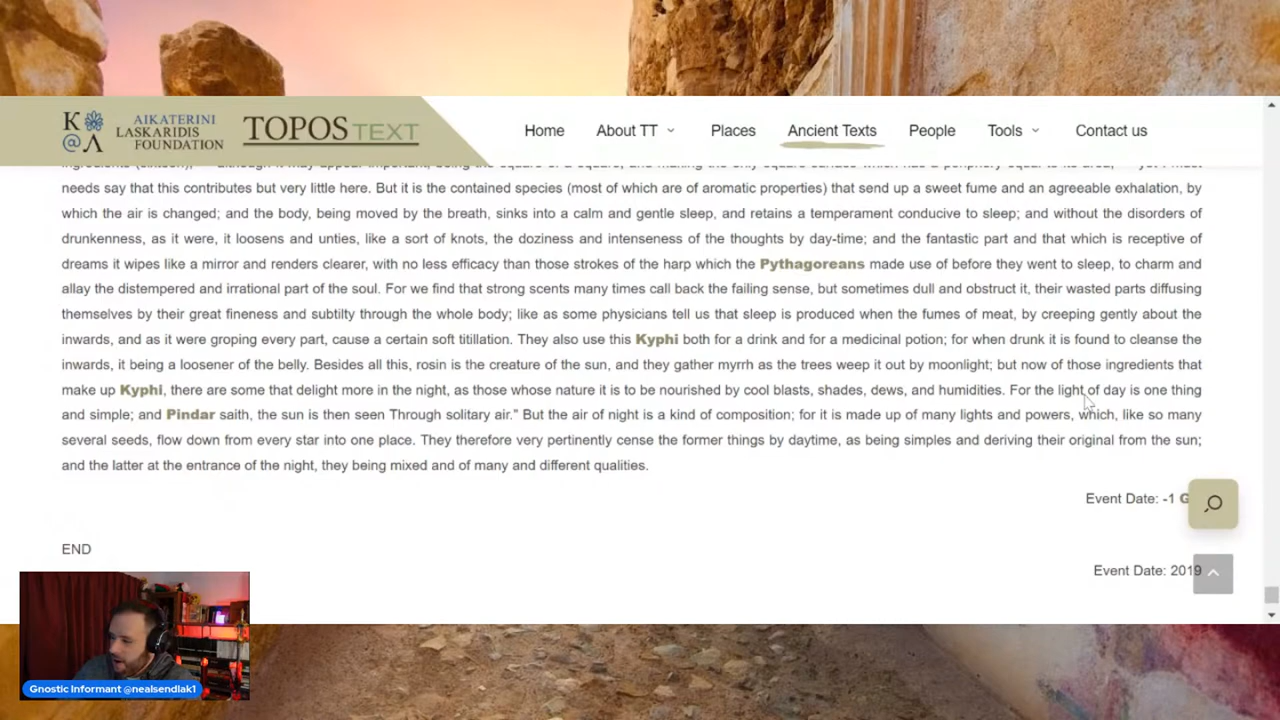 K
@Λ
AIKATERINI
LASKARIDIS
FOUNDATION
TOPOS TEXT
Home
About TT
Places
Ancient Texts
People
Tools
Contact us
needs say that this contributes but very little here. But it is the contained species (most of which are of aromatic properties) that send up a sweet fume and an agreeable exhalation, by
which the air is changed; and the body, being moved by the breath, sinks into a calm and gentle sleep, and retains a temperament conducive to sleep; and without the disorders of
drunkenness, as it were, it loosens and unties, like a sort of knots, the doziness and intenseness of the thoughts by day-time; and the fantastic part and that which is receptive of
dreams it wipes like a mirror and renders clearer, with no less efficacy than those strokes of the harp which the Pythagoreans made use of before they went to sleep, to charm and
allay the distempered and irrational part of the soul. For we find that strong scents many times call back the failing sense, but sometimes dull and obstruct it, their wasted parts diffusing
themselves by their great fineness and subtilty through the whole body; like as some physicians tell us that sleep is produced when the fumes of meat, by creeping gently about the
inwards, and as it were groping every part, cause a certain soft titillation. They also use this Kyphi both for a drink and for a medicinal potion; for when drunk it is found to cleanse the
inwards, it being a loosener of the belly. Besides all this, rosin is the creature of the sun, and they gather myrrh as the trees weep it out by moonlight; but now of those ingredients that
make up Kyphi, there are some that delight more in the night, as those whose nature it is to be nourished by cool blasts, shades, dews, and humidities. For the light of day is one thing
and simple; and Pindar saith, the sun is then seen Through solitary air.” But the air of night is a kind of composition; for it is made up of many lights and powers, which, like so many
several seeds, flow down from every star into one place. They therefore very pertinently cense the former things by daytime, as being simples and deriving their original from the sun;
and the latter at the entrance of the night, they being mixed and of many and different qualities.
Event Date: -1 G
END
Event Date: 2019
Gnostic Informant @nealsendlak1